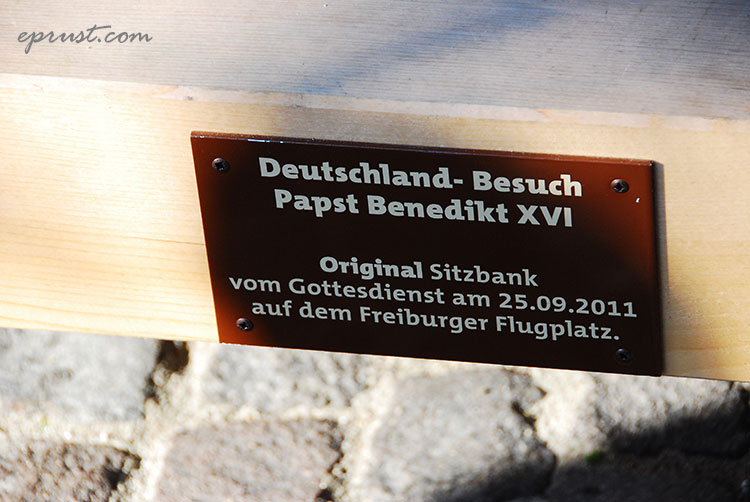 eprust.com
Deutschland- Besuch
Papst Benedikt XVI
Original Sitzbank
vom Gottesdienst am 25.09.2011
auf dem Freiburger Flugplatz.